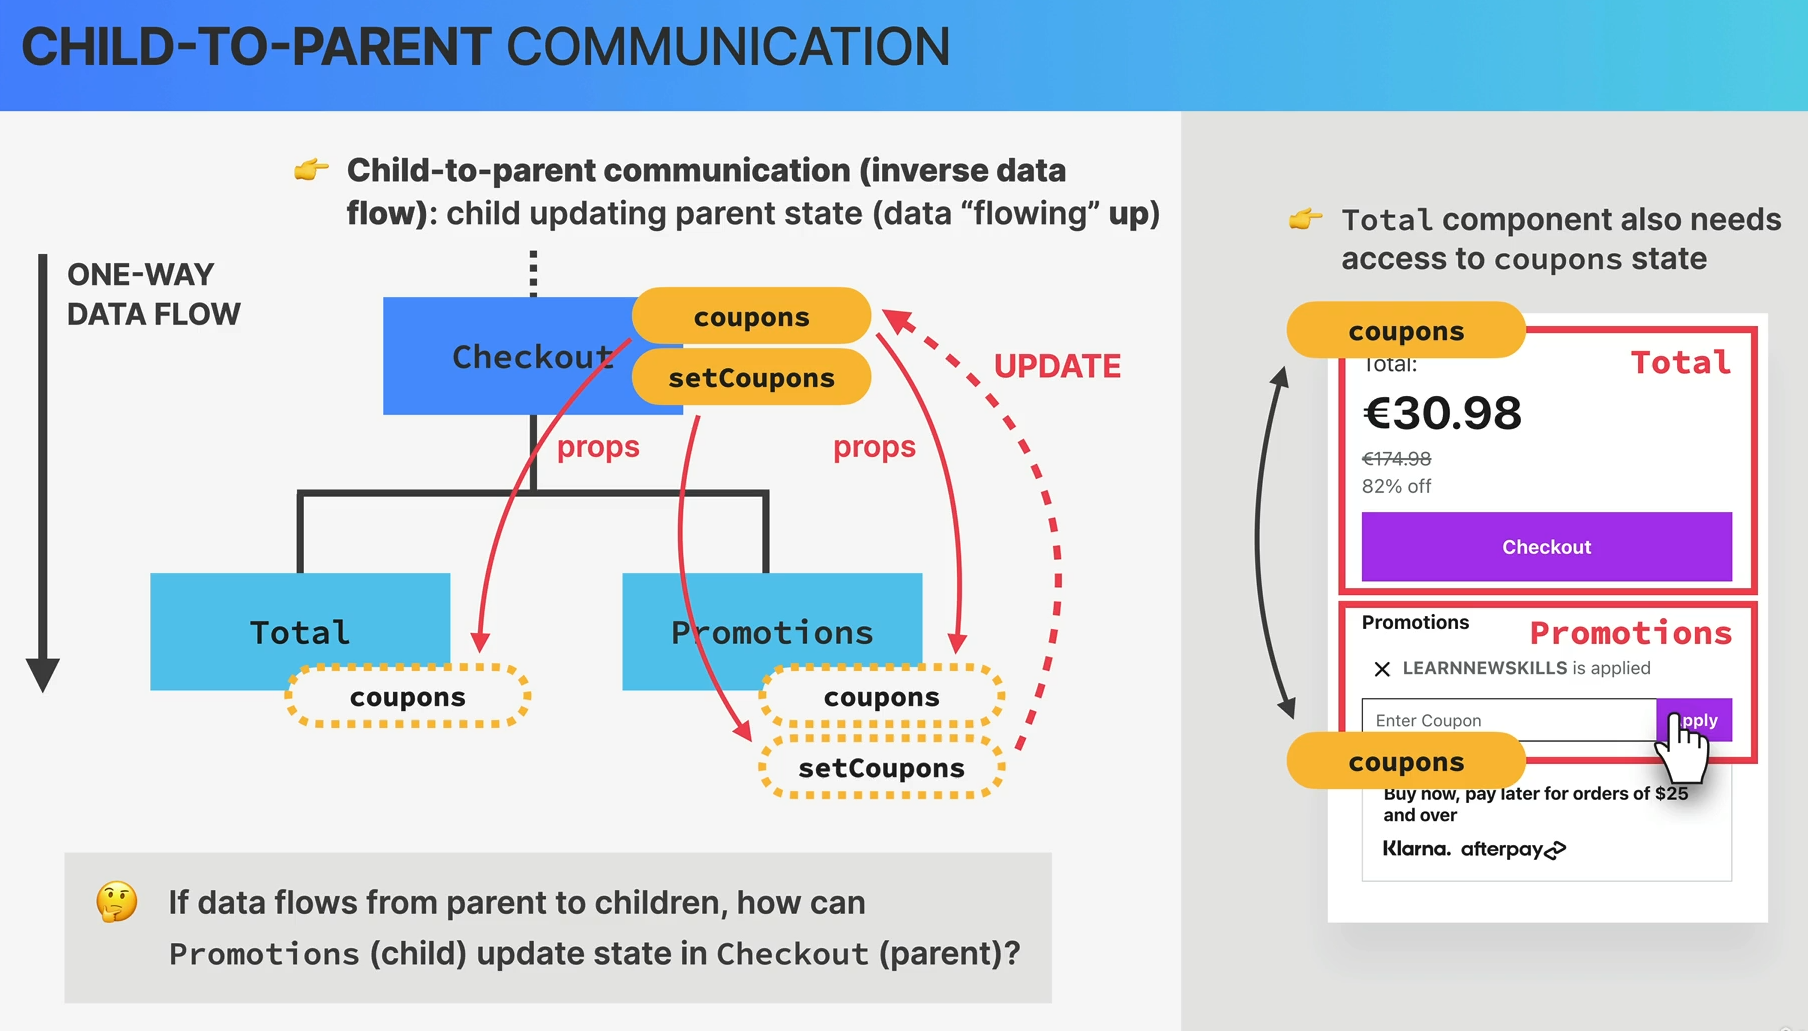 CHILD-TO-PARENT COMMUNICATION
👉 Child-to-parent communication (inverse data
flow): child updating parent state (data “flowing” up)
ONE-WAY
DATA FLOW
Checkout
coupons
setCoupons
UPDATE
props
props
Total
coupons
Promotions
coupons
setCoupons
🤔 If data flows from parent to children, how can
Promotions (child) update state in Checkout (parent)?
👉 Total component also needs
access to coupons state
coupons
Total:
Total
€30.98
€174.98
82% off
Checkout
Promotions
Promotions
LEARNNEWSKILLS is applied
Enter Coupon
pply
coupons
Buy now, pay later for orders of $25
and over
Klarna. afterpay